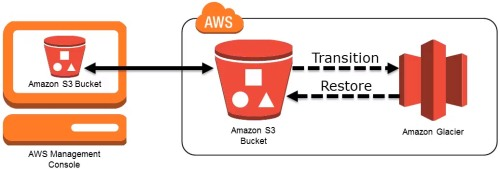 Amazon S3 Bucket
AWS Management
Console
AWS
Amazon S3
Bucket
Transition
Restore
Amazon Glacier